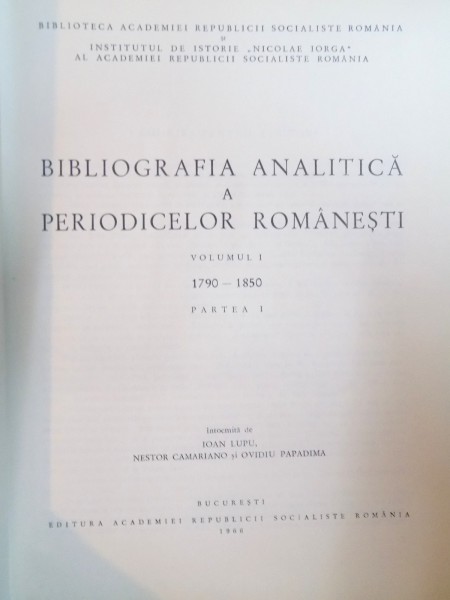 BIBLIOTECA ACADEMIEI REPUBLICII SOCIALISTE ROMÂNIA
și
INSTITUTUL DE ISTORIE „NICOLAE IORGA"
AL ACADEMIEI REPUBLICII SOCIALISTE ROMÂNIA
BIBLIOGRAFIA ANALITICĂ
A
PERIODICELOR ROMÂNEȘTI
VOLUMUL I
1790 — 1850
PARTEA I
întocmită de
IOAN LUPU,
NESTOR CAMARIANO și OVIDIU PAPADIMA
BUCUREȘTI
EDITURA ACADEMIEI REPUBLICII SOCIALISTE ROMÂNIA
1966